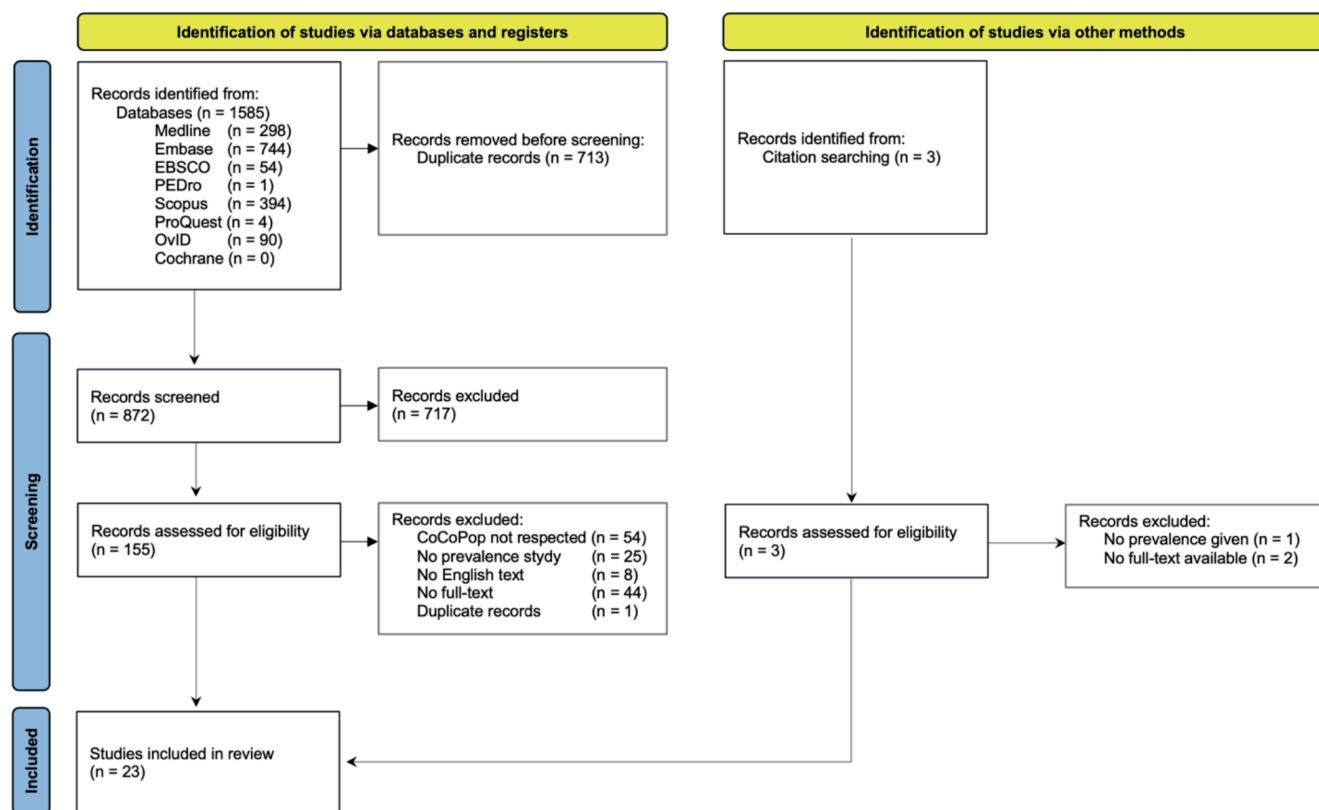 Identification of studies via databases and registers
Identification of studies via other methods
Identification
Records identified from:
Databases (n = 1585)
Medline (n = 298)
Embase (n = 744)
EBSCO (n = 54)
PEDro (n = 1)
Scopus (n = 394)
ProQuest (n = 4)
OvID (n = 90)
Cochrane (n = 0)
Records removed before screening:
Duplicate records (n = 713)
Records identified from:
Citation searching (n = 3)
Screening
Records screened
(n = 872)
Records excluded
(n = 717)
Records assessed for eligibility
(n = 155)
Records excluded:
CoCoPop not respected (n = 54)
No prevalence stydy (n = 25)
No English text (n = 8)
No full-text (n = 44)
Duplicate records (n = 1)
Records assessed for eligibility
(n = 3)
Records excluded:
No prevalence given (n = 1)
No full-text available (n = 2)
Included
Studies included in review
(n = 23)